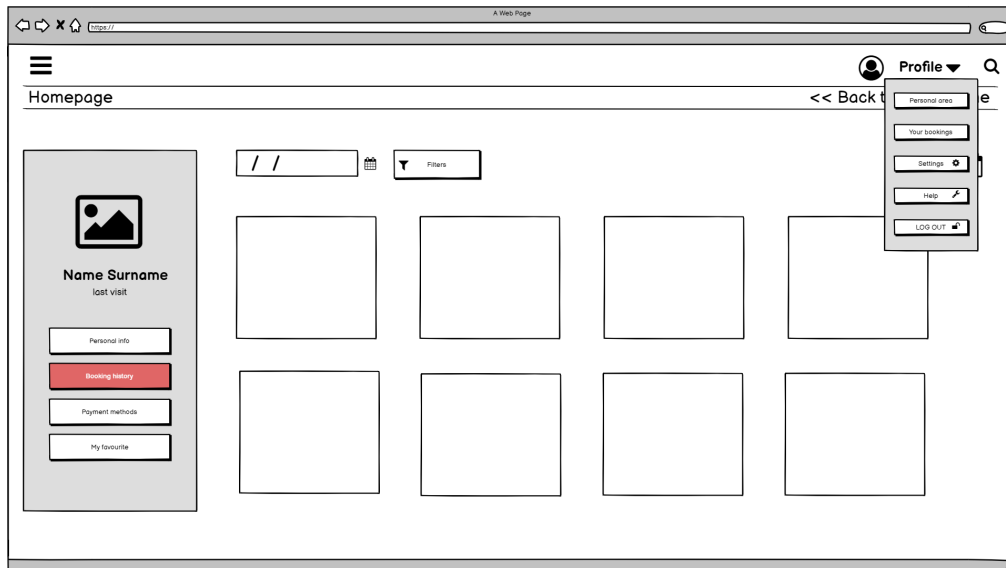 A Web Page
https://
Profile
Homepage
<< Back t
e
Personal area
Your bookings
Settings
Help
LOG OUT
/ /
Filters
Name Surname
last visit
Personal info
Booking history
Payment methods
My favourite